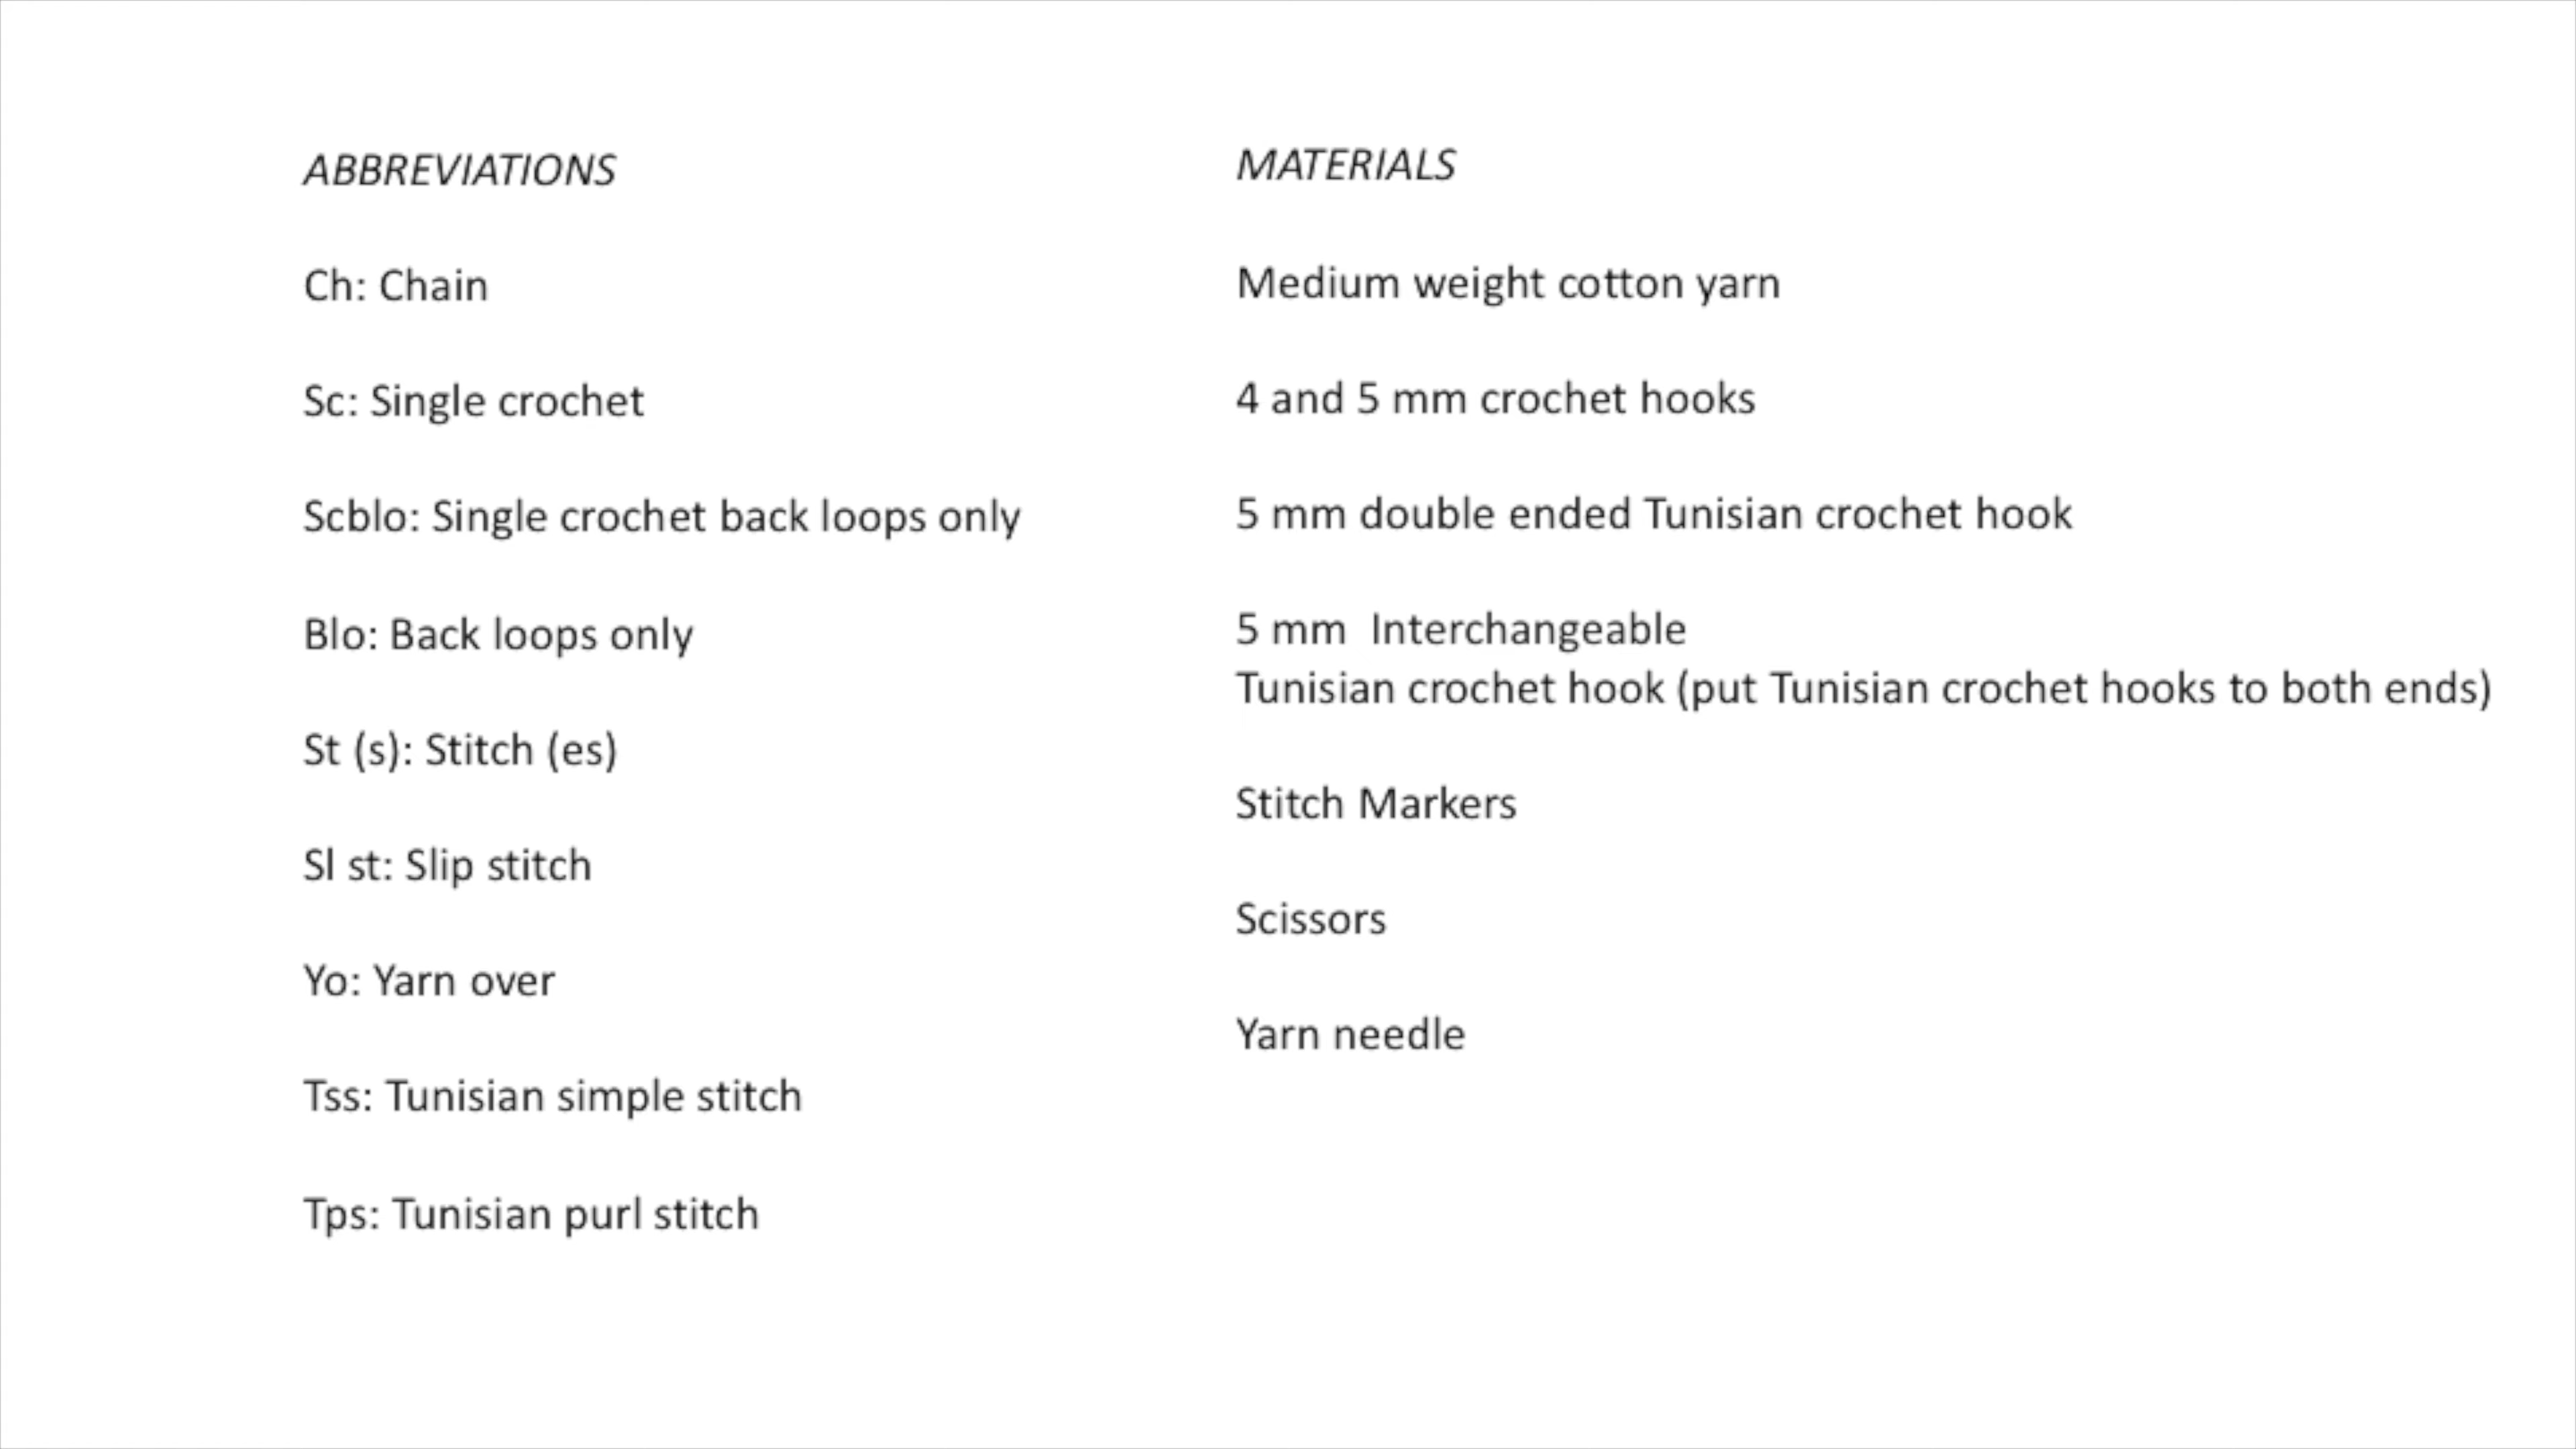 ABBREVIATIONS
Ch: Chain
Sc: Single crochet
Scblo: Single crochet back loops only
Blo: Back loops only
St (s): Stitch (es)
Sl st: Slip stitch
Yo: Yarn over
Tss: Tunisian simple stitch
Tps: Tunisian purl stitch
MATERIALS
Medium weight cotton yarn
4 and 5 mm crochet hooks
5 mm double ended Tunisian crochet hook
5 mm  Interchangeable
Tunisian crochet hook (put Tunisian crochet hooks to both ends)
Stitch Markers
Scissors
Yarn needle